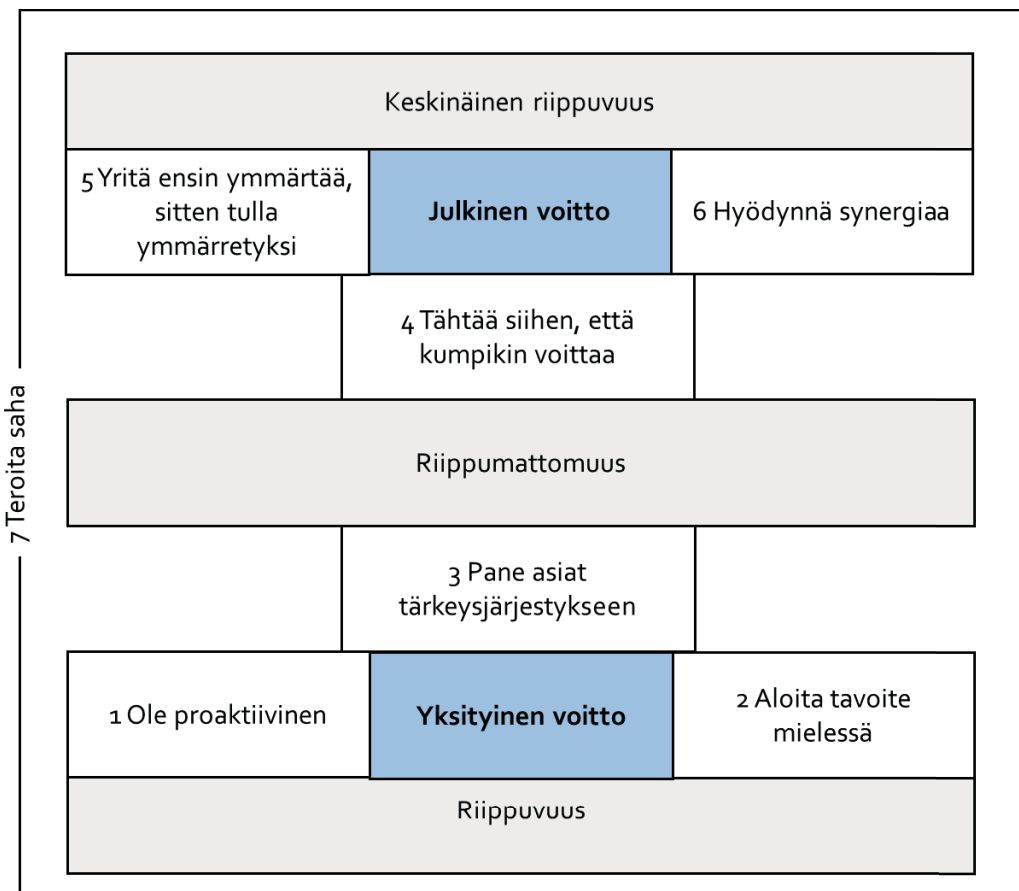 Keskinäinen riippuvuus
5 Yritä ensin ymmärtää,
sitten tulla
ymmärretyksi
Julkinen voitto
6 Hyödynnä synergiaa
4 Tähtää siihen, että
kumpikin voittaa
7 Teroita saha
Riippumattomuus
3 Pane asiat
tärkeysjärjestykseen
1 Ole proaktiivinen
Yksityinen voitto
2 Aloita tavoite
mielessä
Riippuvuus